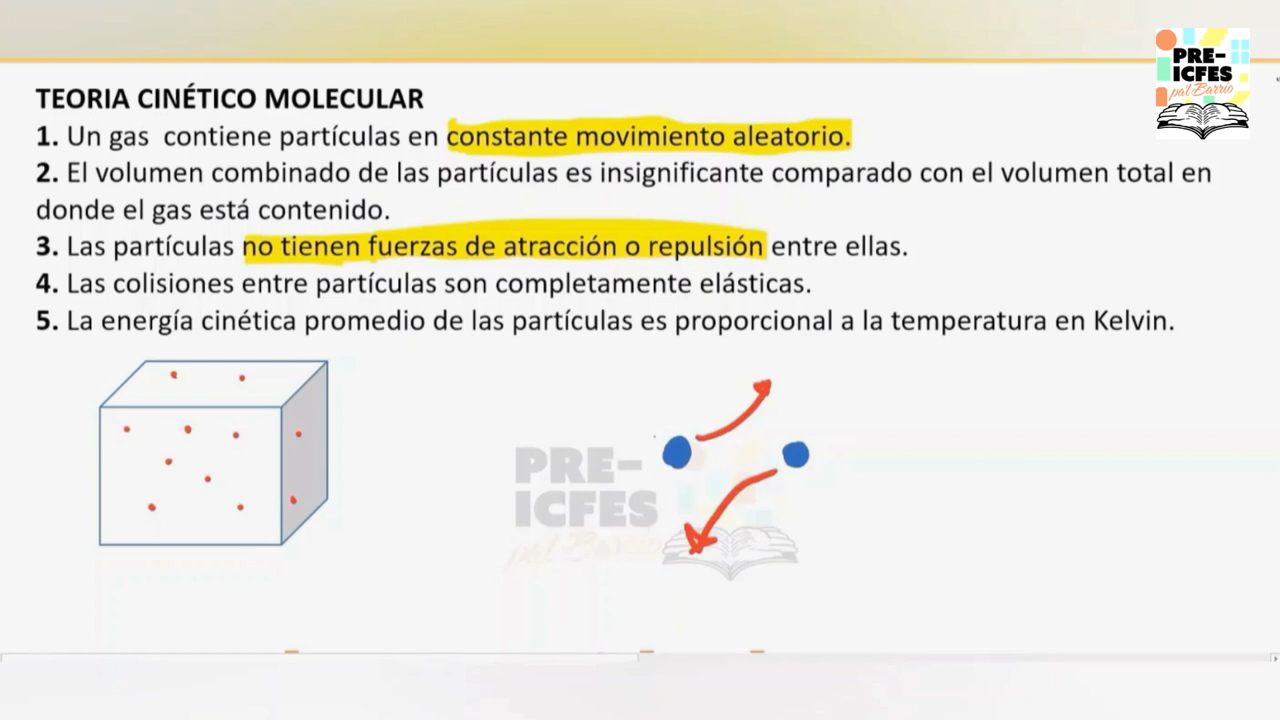 PRE-
ICFES
pal Barrio
TEORIA CINÉTICO MOLECULAR
1. Un gas contiene partículas en constante movimiento aleatorio.
2. El volumen combinado de las partículas es insignificante comparado con el volumen total en
donde el gas está contenido.
3. Las partículas no tienen fuerzas de atracción o repulsión entre ellas.
4. Las colisiones entre partículas son completamente elásticas.
5. La energía cinética promedio de las partículas es proporcional a la temperatura en Kelvin.
PRE-
ICFES
pal Barrio